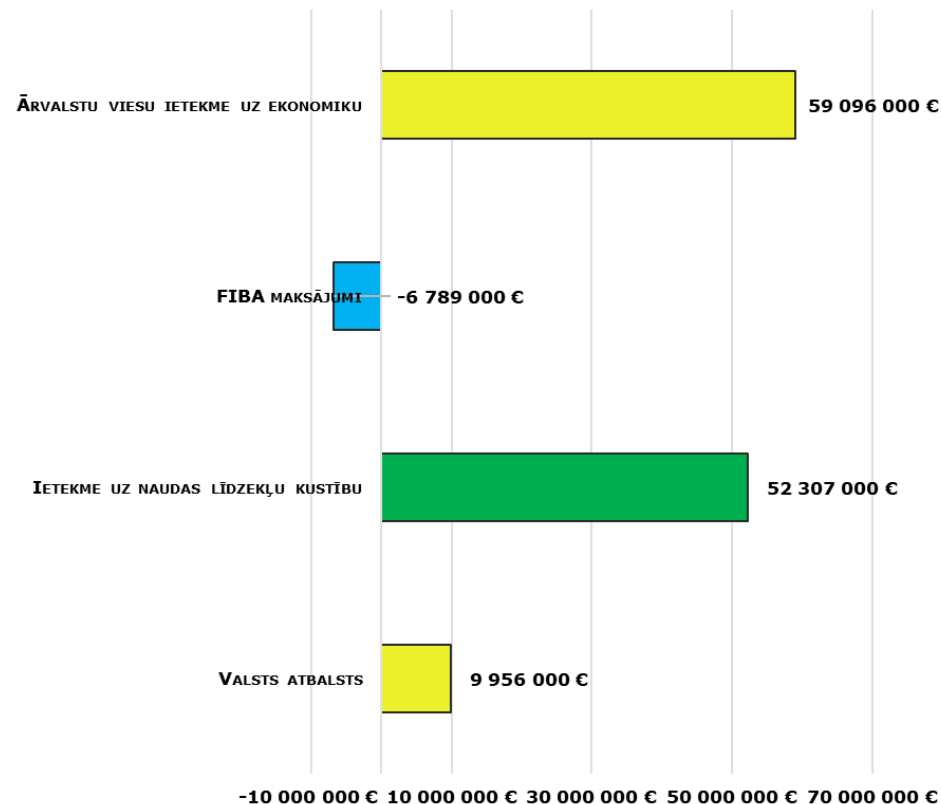 Ārvalstu viesu ietekme uz ekonomiku 59 096 000 €
FIBA maksājumi -6 789 000 €
Ietekme uz naudas līdzekļu kustību 52 307 000 €
Valsts atbalsts 9 956 000 €
-10 000 000 € 10 000 000 € 30 000 000 € 50 000 000 € 70 000 000 €